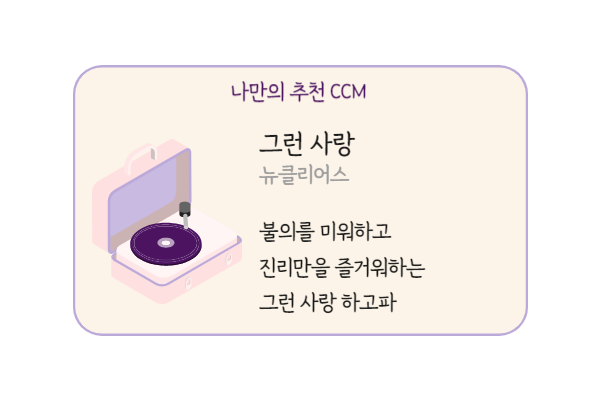 나만의 추천 CCM
그런 사랑
뉴클리어스
불의를 미워하고
진리만을 즐거워하는
그런 사랑 하고파